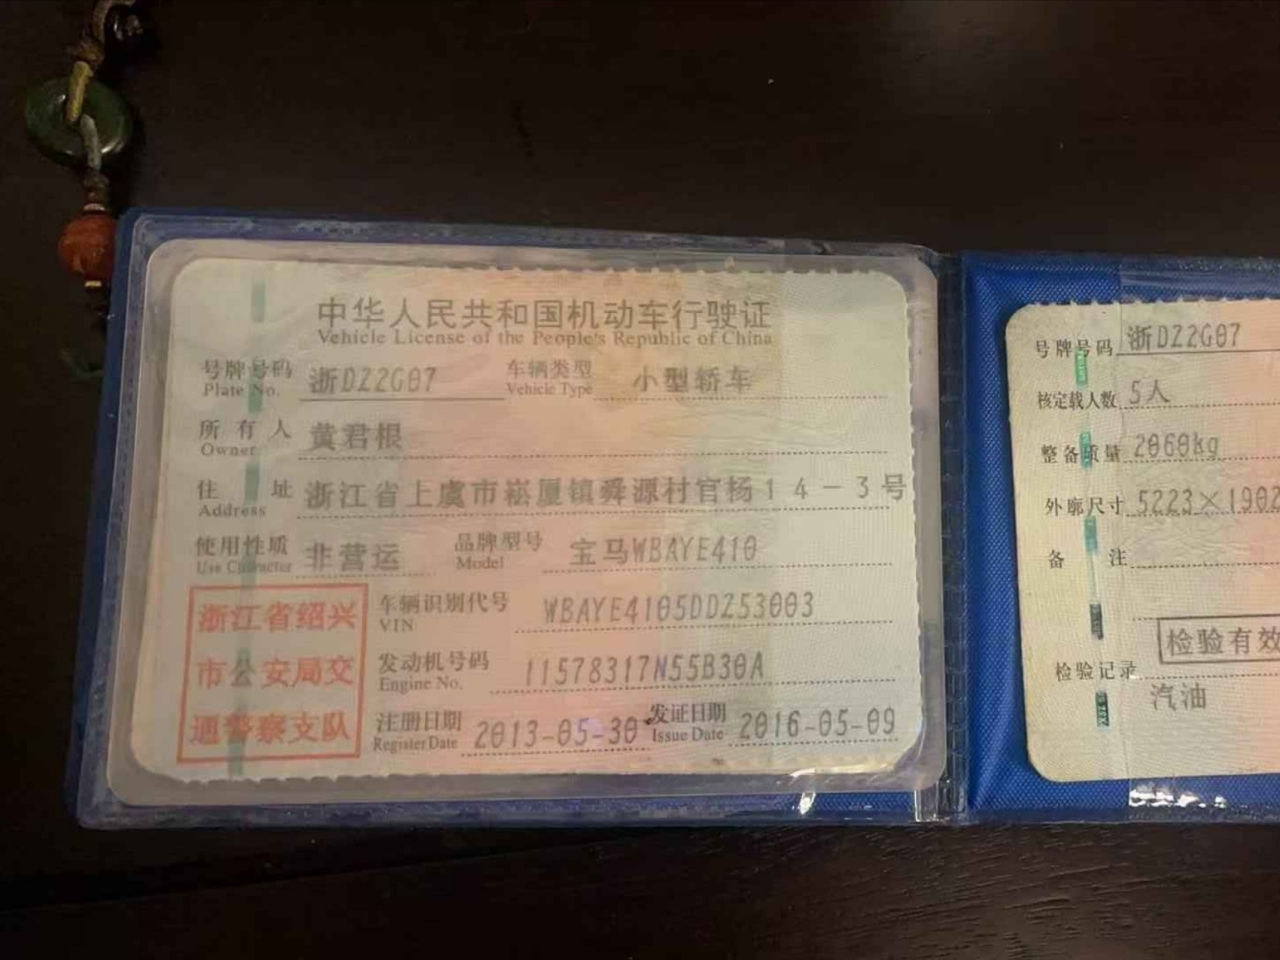 中华人民共和国机动车行驶证
Vehicle License of the People's Republic of China
号牌号码 浙DZ2G07 车辆类型 小型轿车
Plate No. Vehicle Type
所有人 黄君根
Owner
住址 浙江省上虞市崧厦镇舜源村官杨14-3号
Address
使用性质 非营运 品牌型号 宝马WBAYE410
Use Character Model
浙江省绍兴
市公安局交
通警察支队
车辆识别代号 WBAYE4105DDZ53003
VIN
发动机号码 11578317N55B30A
Engine No.
注册日期 2013-05-30 发证日期 2016-05-09
Register Date Issue Date
号牌号码 浙DZ2G07
核定载人数 5人
整备质量 2060kg
外廓尺寸 5223×1902
备注
检验有效
检验记录
汽油